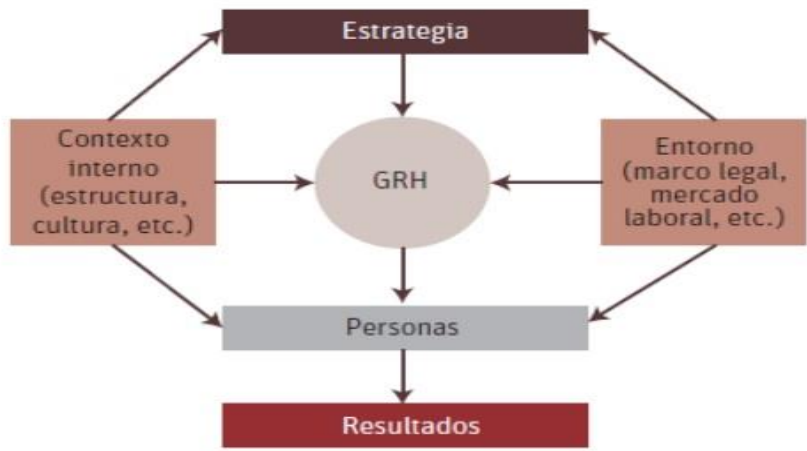 Estrategia
Contexto
interno
(estructura,
cultura, etc.)
GRH
Entorno
(marco legal,
mercado
laboral, etc.)
Personas
Resultados